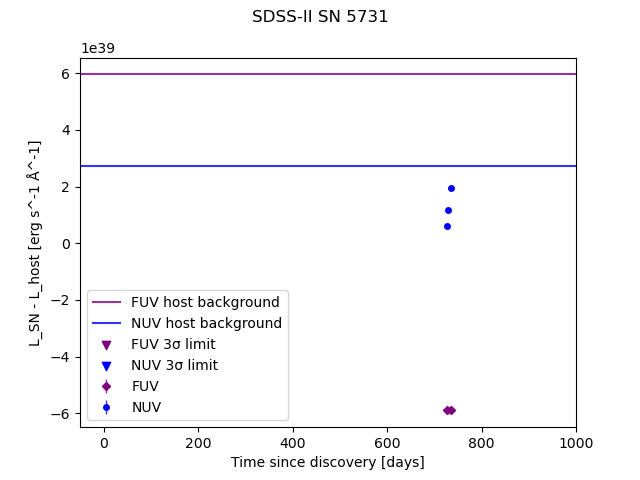 SDSS-II SN 5731
1e39
6
4
2
0
−2
−4
−6
L_SN - L_host [erg s^-1 Å^-1]
FUV host background
NUV host background
FUV 3σ limit
NUV 3σ limit
FUV
NUV
0 200 400 600 800 1000
Time since discovery [days]